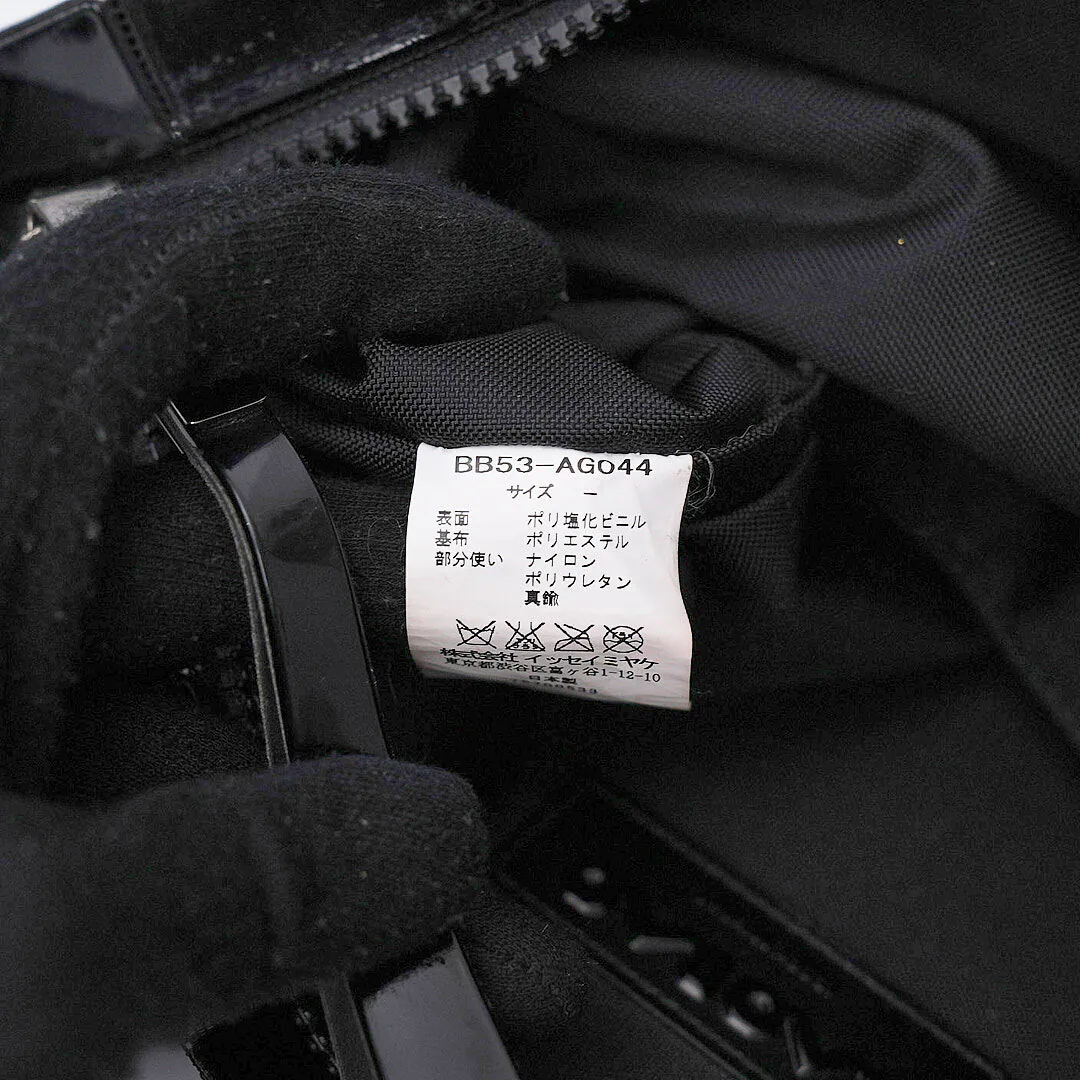 BB53-AG044
サイズ －
表面 ポリ塩化ビニル
基布 ポリエステル
部分使い ナイロン
ポリウレタン
真鍮
株式会社 イッセイミヤケ
東京都渋谷区富ヶ谷1-12-10
日本製